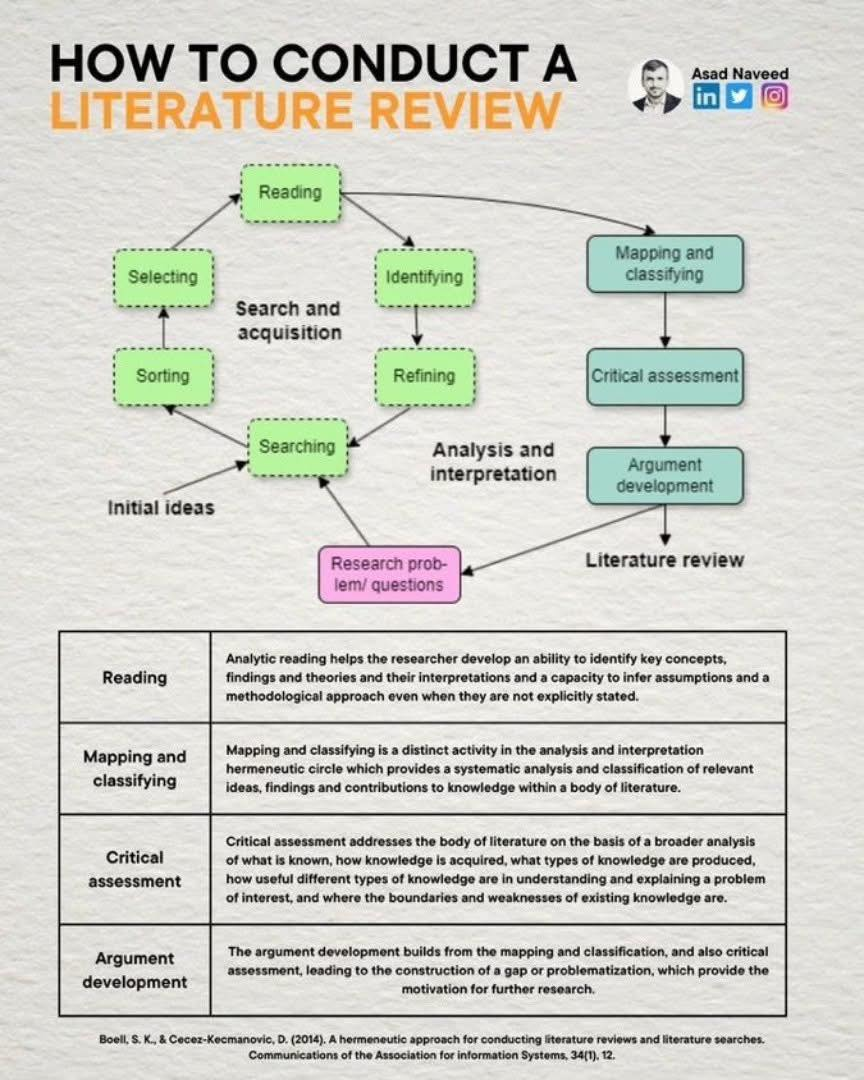 HOW TO CONDUCT A
LITERATURE REVIEW
Asad Naveed
in
Reading
Mapping and
classifying
Selecting
Identifying
Search and
acquisition
Sorting
Refining
Critical assessment
Searching
Analysis and
interpretation
Argument
development
Initial ideas
Research prob-
lem/ questions
Literature review
Reading
Analytic reading helps the researcher develop an ability to identify key concepts,
findings and theories and their interpretations and a capacity to infer assumptions and a
methodological approach even when they are not explicitly stated.
Mapping and
classifying
Mapping and classifying is a distinct activity in the analysis and interpretation
hermeneutic circle which provides a systematic analysis and classification of relevant
ideas, findings and contributions to knowledge within a body of literature.
Critical
assessment
Critical assessment addresses the body of literature on the basis of a broader analysis
of what is known, how knowledge is acquired, what types of knowledge are produced,
how useful different types of knowledge are in understanding and explaining a problem
of interest, and where the boundaries and weaknesses of existing knowledge are.
Argument
development
The argument development builds from the mapping and classification, and also critical
assessment, leading to the construction of a gap or problematization, which provide the
motivation for further research.
Boell, S. K., & Cecez-Kecmanovic, D. (2014). A hermeneutic approach for conducting literature reviews and literature searches.
Communications of the Association for information Systems, 34(1), 12.